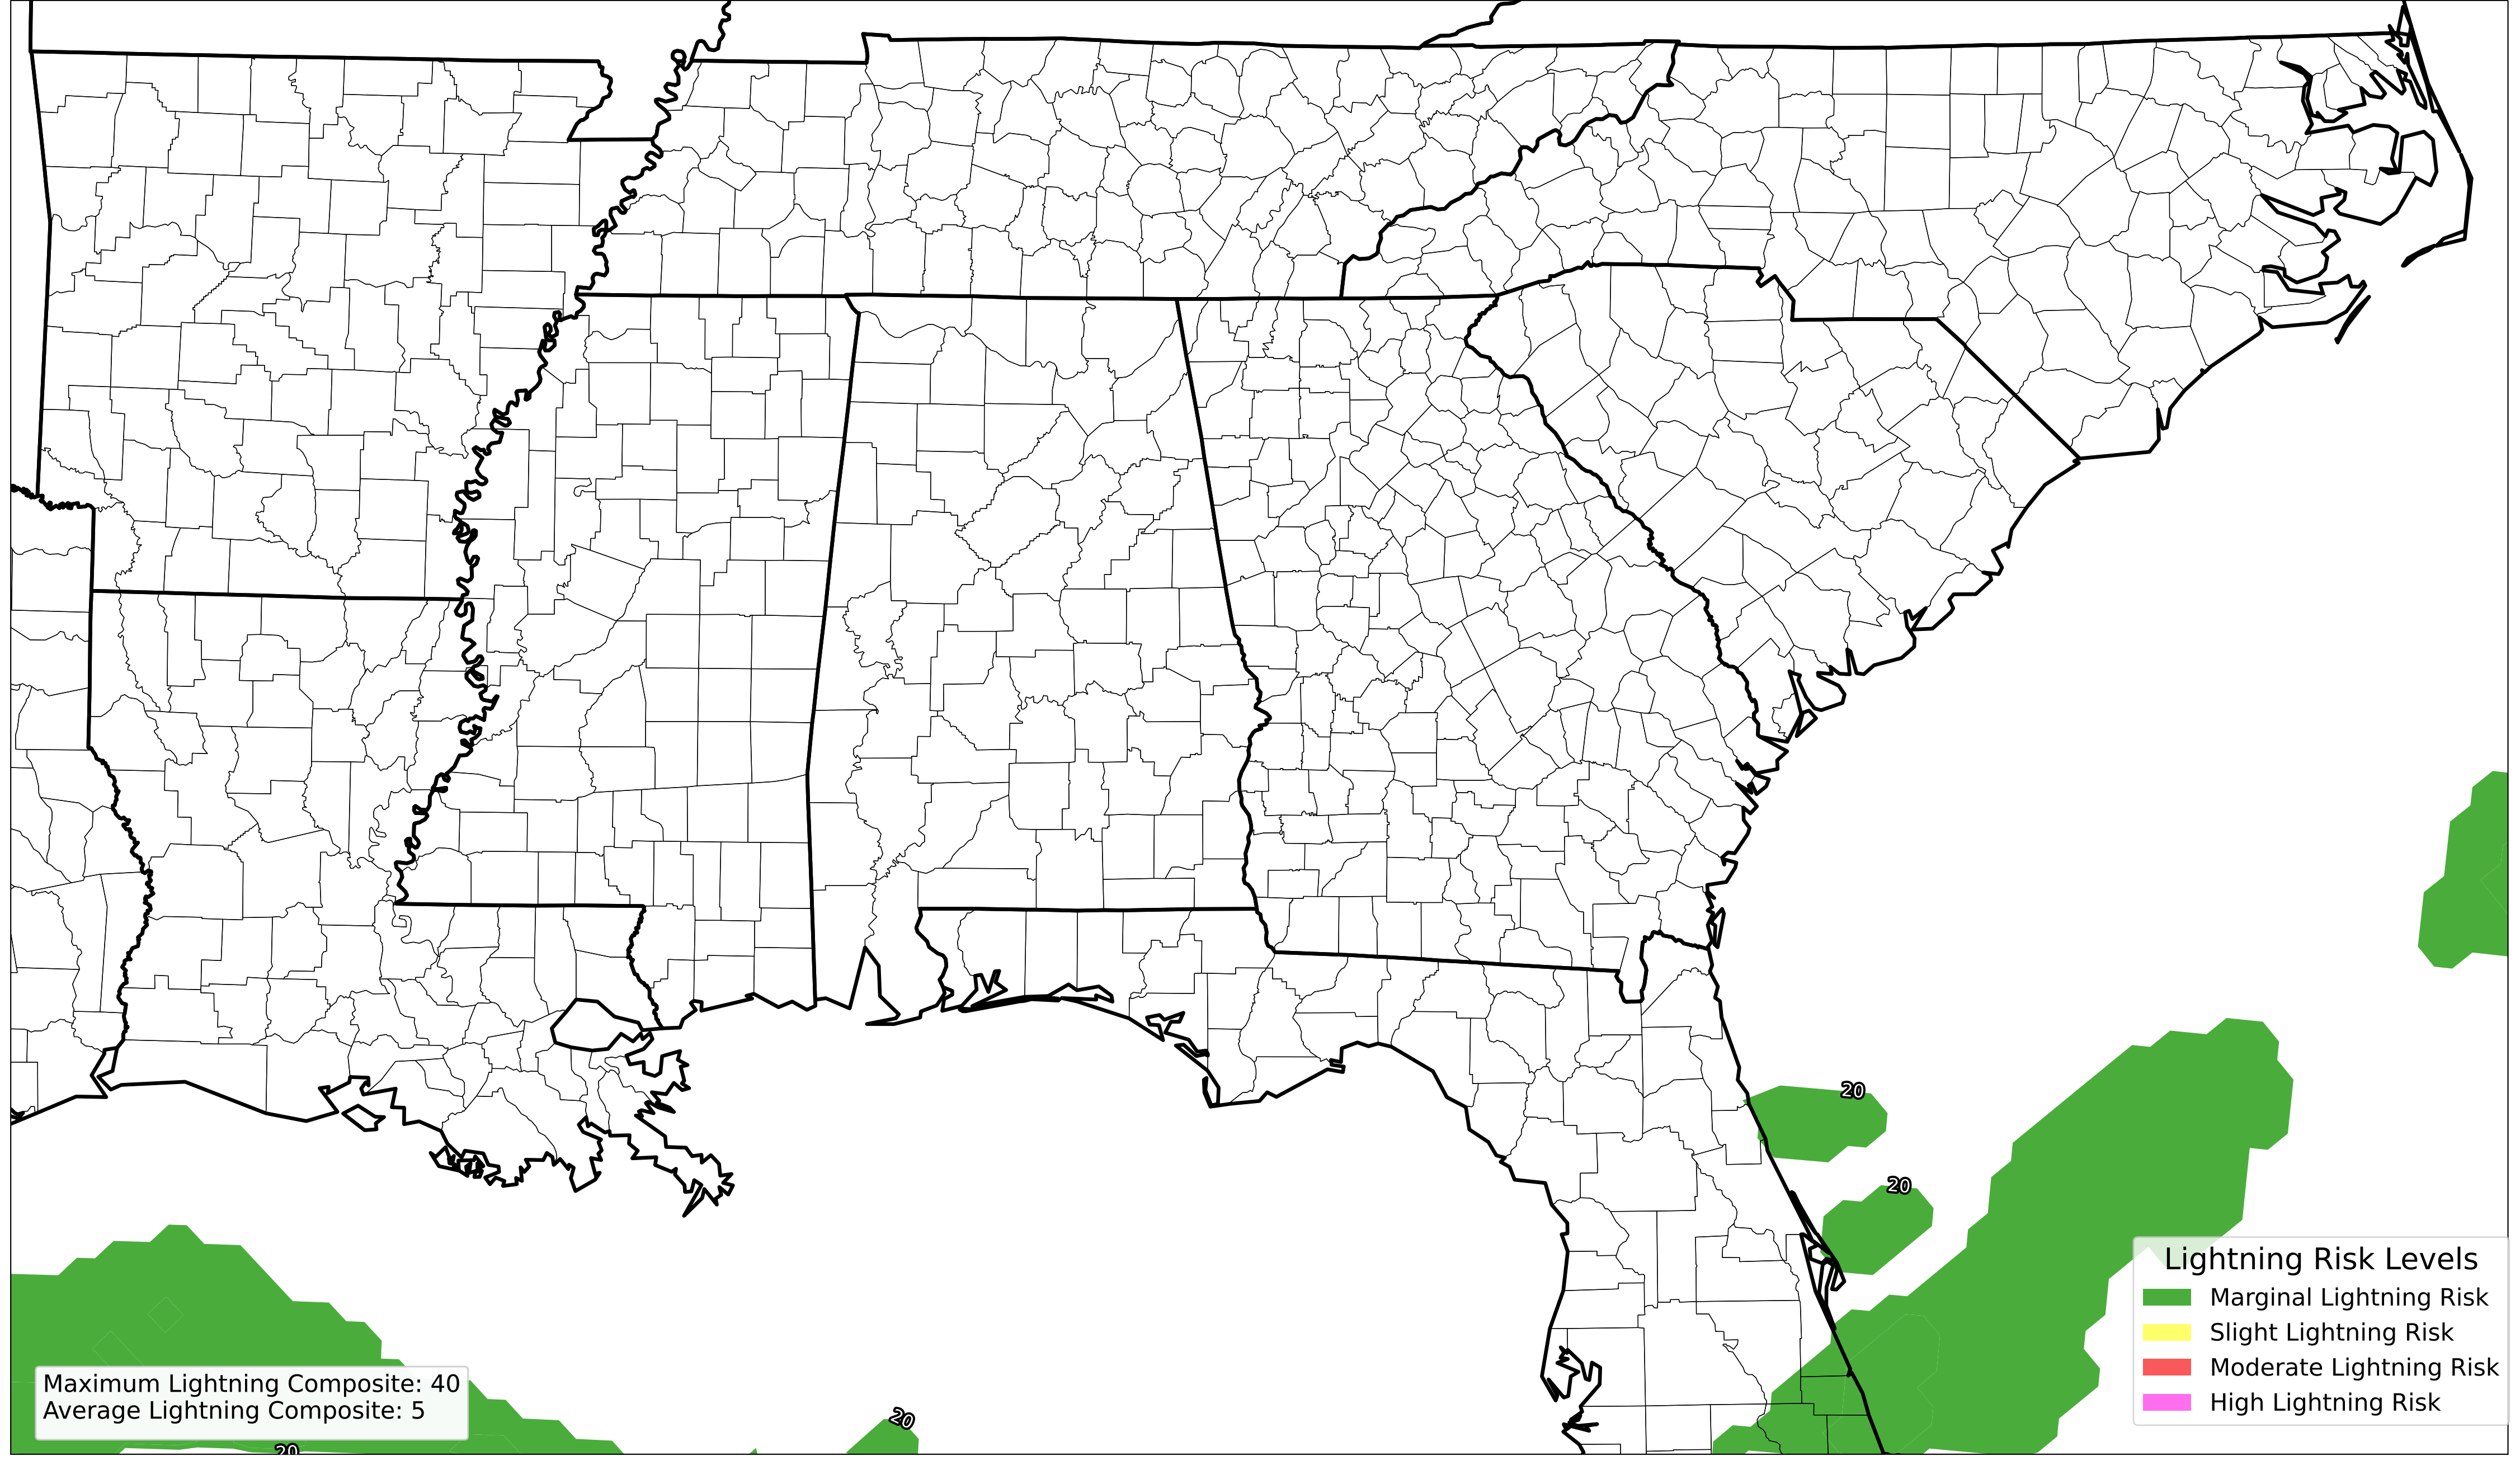 20
20
Lightning Risk Levels
Marginal Lightning Risk
Slight Lightning Risk
Moderate Lightning Risk
High Lightning Risk
Maximum Lightning Composite: 40
Average Lightning Composite: 5
20
20